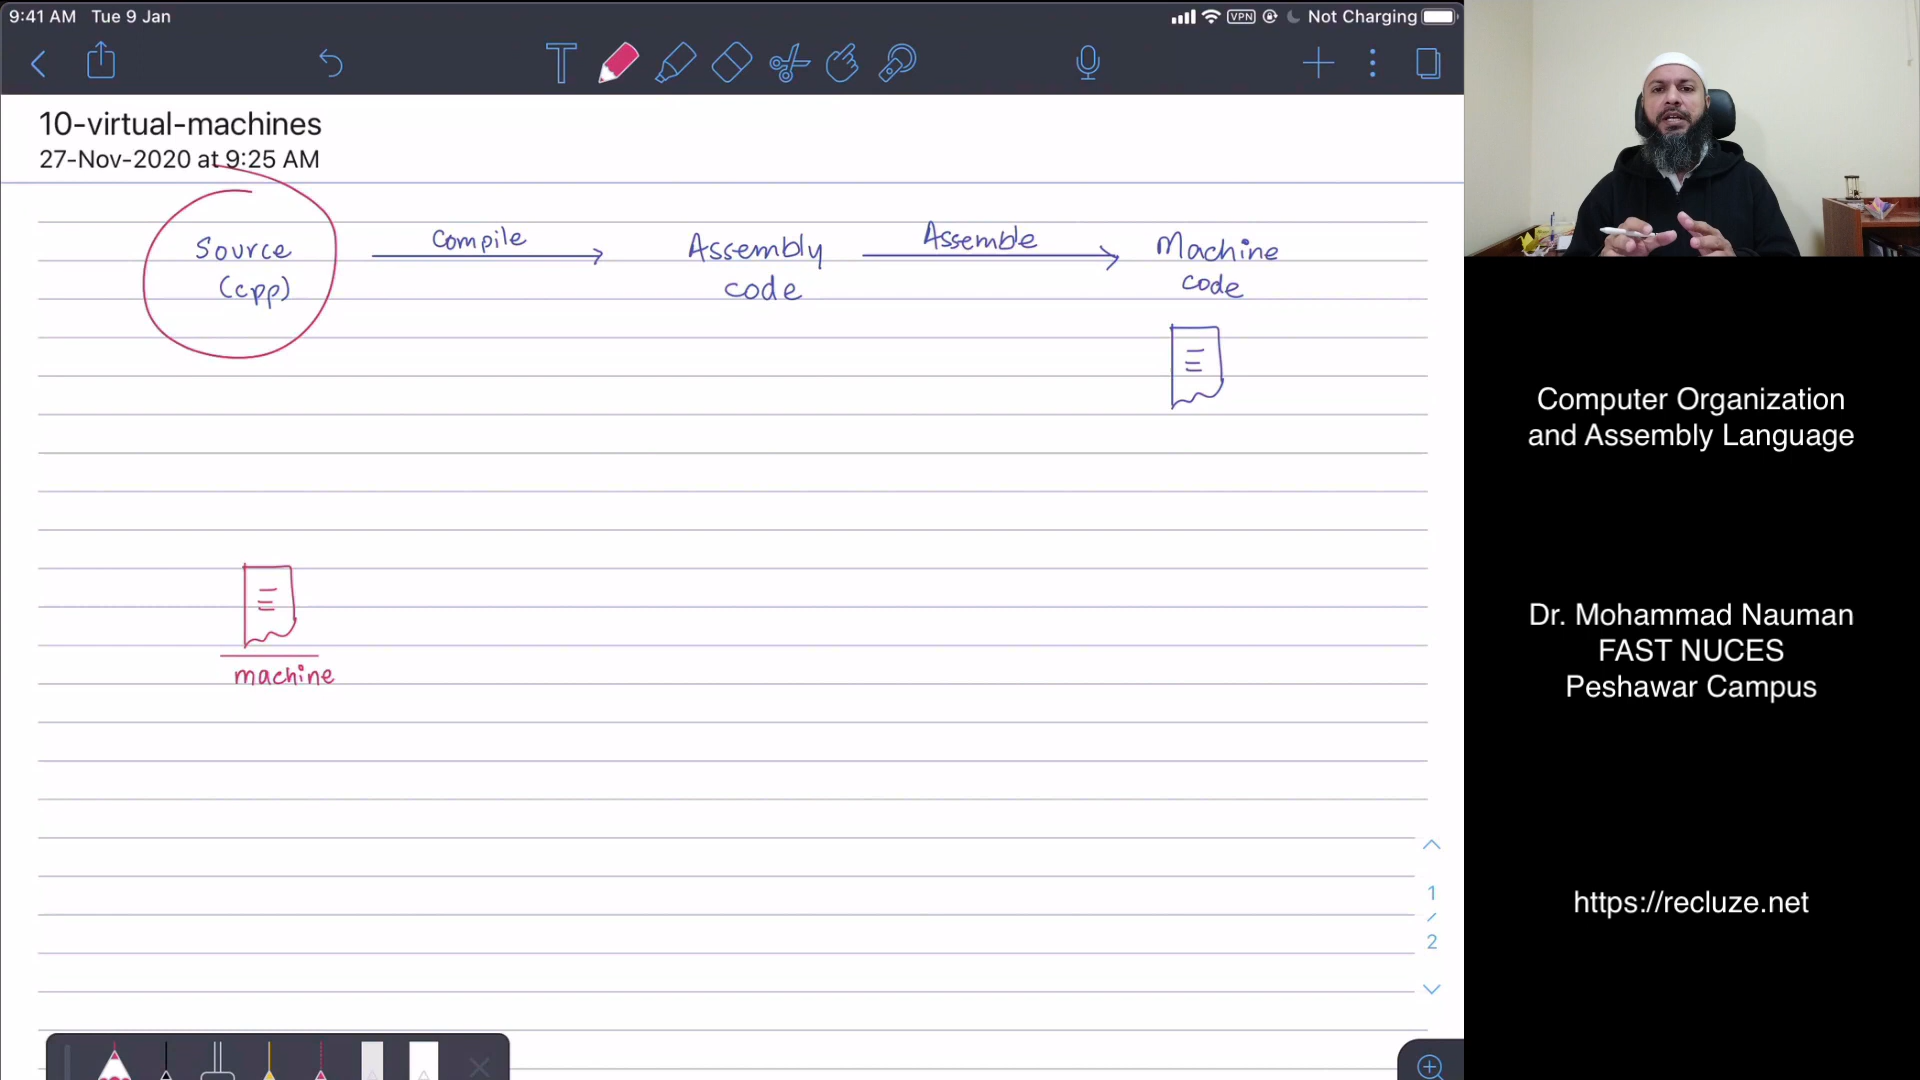 9:41 AM Tue 9 Jan
VPN Not Charging
10-virtual-machines
27-Nov-2020 at 9:25 AM
Source
(cpp)
Compile
Assembly
code
Assemble
Machine
code
machine
1
/
2
Computer Organization
and Assembly Language
Dr. Mohammad Nauman
FAST NUCES
Peshawar Campus
https://recluze.net